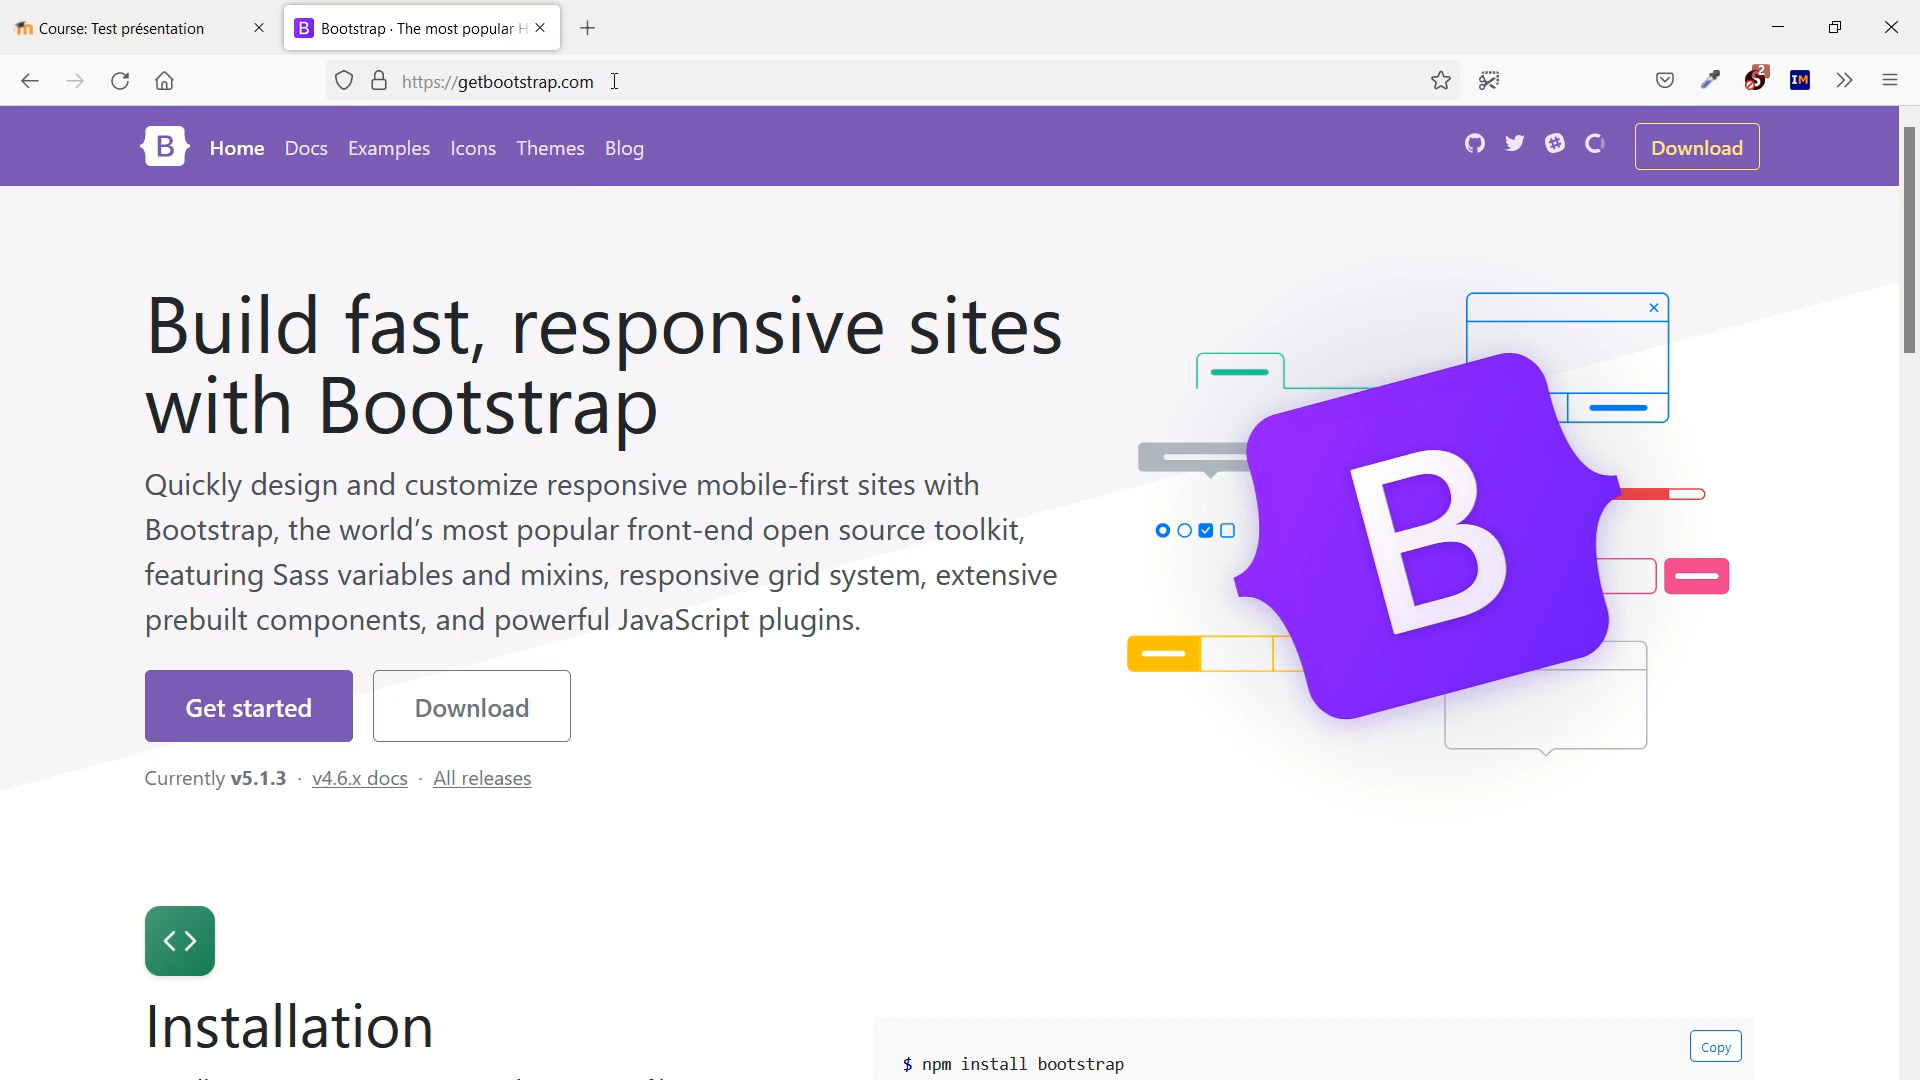 Course: Test présentation
B Bootstrap · The most popular H
https://getbootstrap.com
2
IM
B Home Docs Examples Icons Themes Blog
Download
Build fast, responsive sites
with Bootstrap
Quickly design and customize responsive mobile-first sites with
Bootstrap, the world’s most popular front-end open source toolkit,
featuring Sass variables and mixins, responsive grid system, extensive
prebuilt components, and powerful JavaScript plugins.
B
Get started Download
Currently v5.1.3 · v4.6.x docs · All releases
Installation
Copy
$ npm install bootstrap